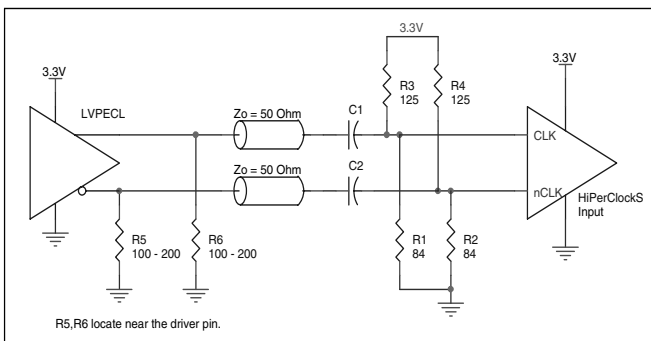 3.3V
3.3V
3.3V
R3
125
R4
125
LVPECL
Zo = 50 Ohm
C1
CLK
Zo = 50 Ohm
C2
nCLK
HiPerClockS
Input
R5
100 - 200
R6
100 - 200
R1
84
R2
84
R5,R6 locate near the driver pin.